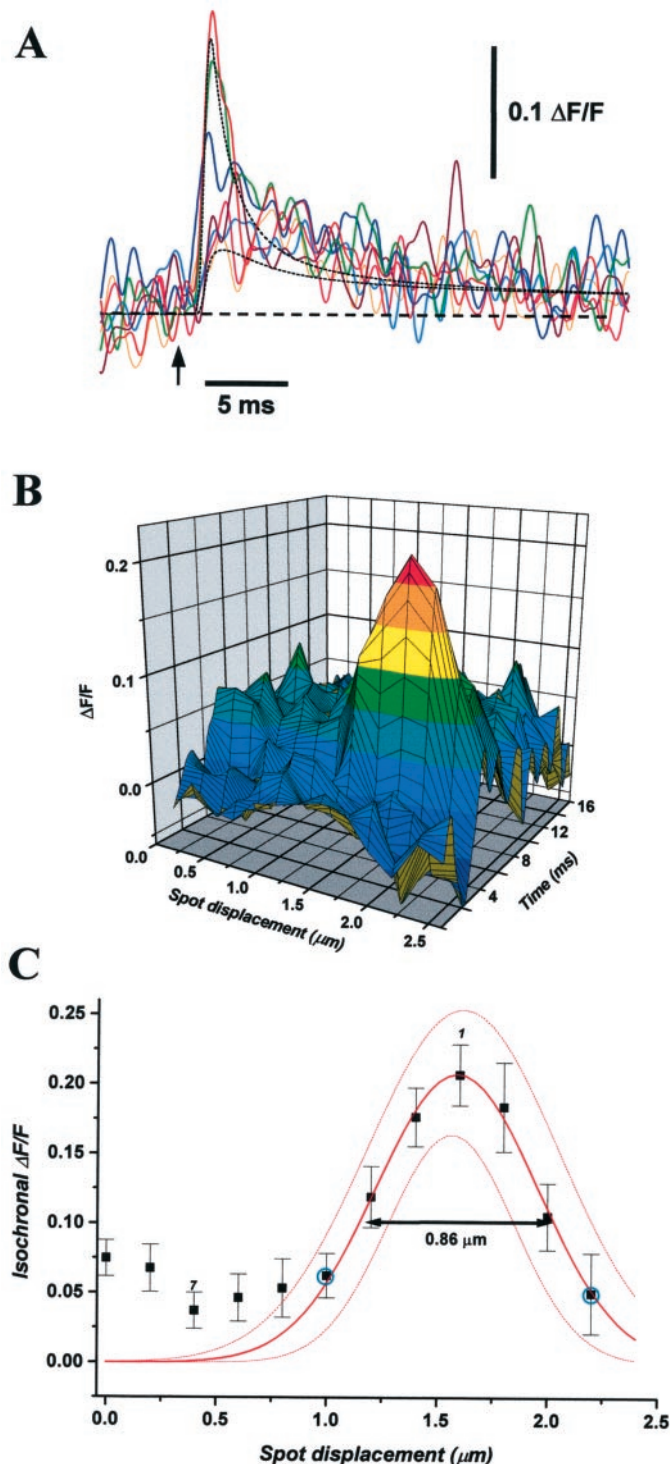 A
0.1 ΔF/F
5 ms
B
0.2
0.1
0.0
ΔF/F
0.0
0.5
1.0
1.5
2.0
2.5
Spot displacement (μm)
4
8
12
16
Time (ms)
C
0.25
0.20
0.15
0.10
0.05
0.00
Isochronal ΔF/F
1
7
0.86 μm
0.0
0.5
1.0
1.5
2.0
2.5
Spot displacement (μm)